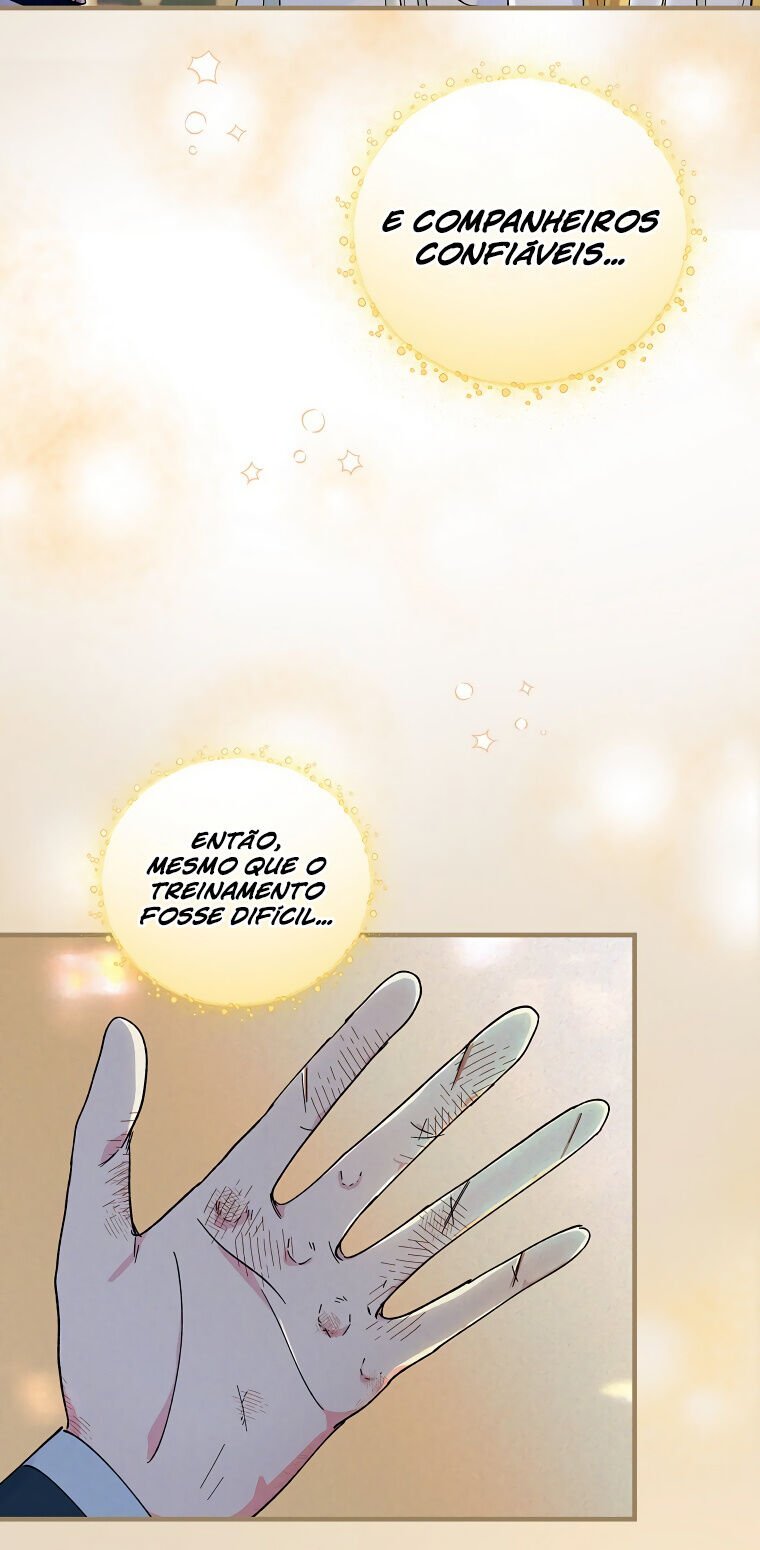 E COMPANHEIROS
CONFIÁVEIS...
ENTÃO,
MESMO QUE O
TREINAMENTO
FOSSE DIFÍCIL...